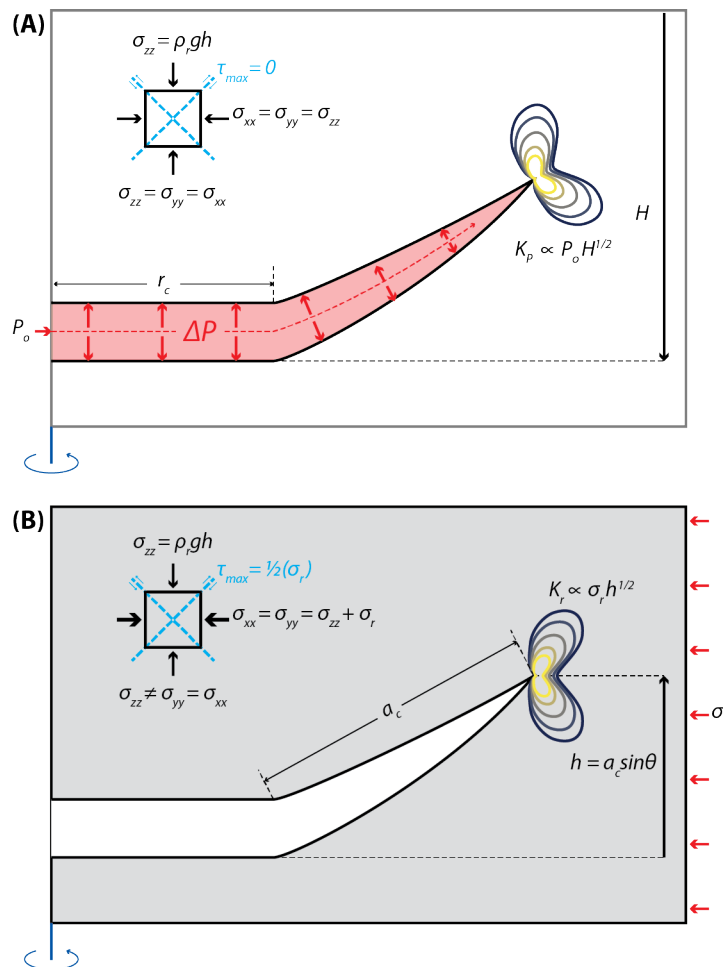 (A)
σzz = ρrgh
τmax = 0
σxx = σyy = σzz
σzz = σyy = σxx
H
KP ∝ PoH1/2
rc
Po
ΔP
(B)
σzz = ρrgh
τmax = ½(σr)
Kr ∝ σrh1/2
σxx = σyy = σzz + σr
σzz ≠ σyy = σxx
ac
σ
h = acsinθ